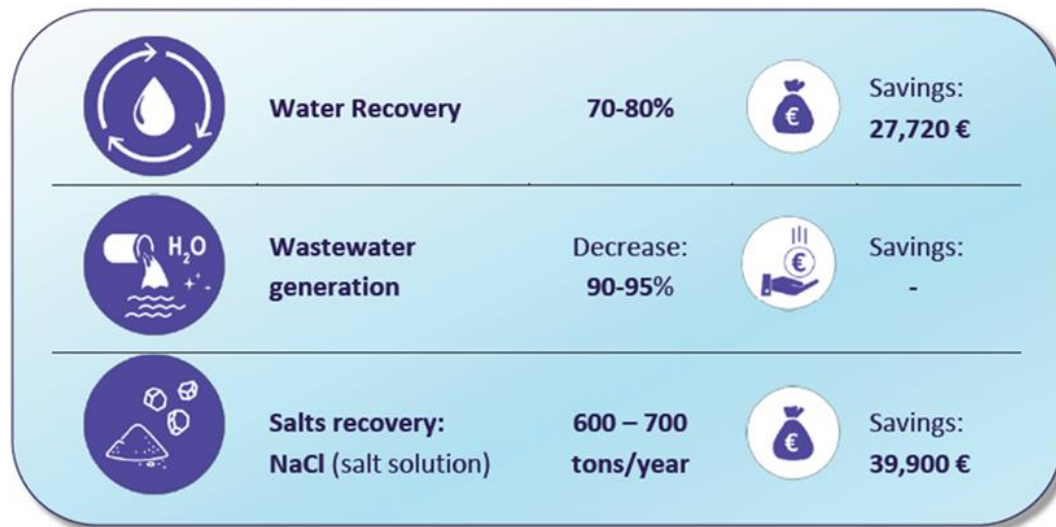 Water Recovery
70-80%
€
Savings:
27,720 €
H₂O
Wastewater
generation
Decrease:
90-95%
€
Savings:
-
Salts recovery:
NaCl (salt solution)
600 – 700
tons/year
€
Savings:
39,900 €